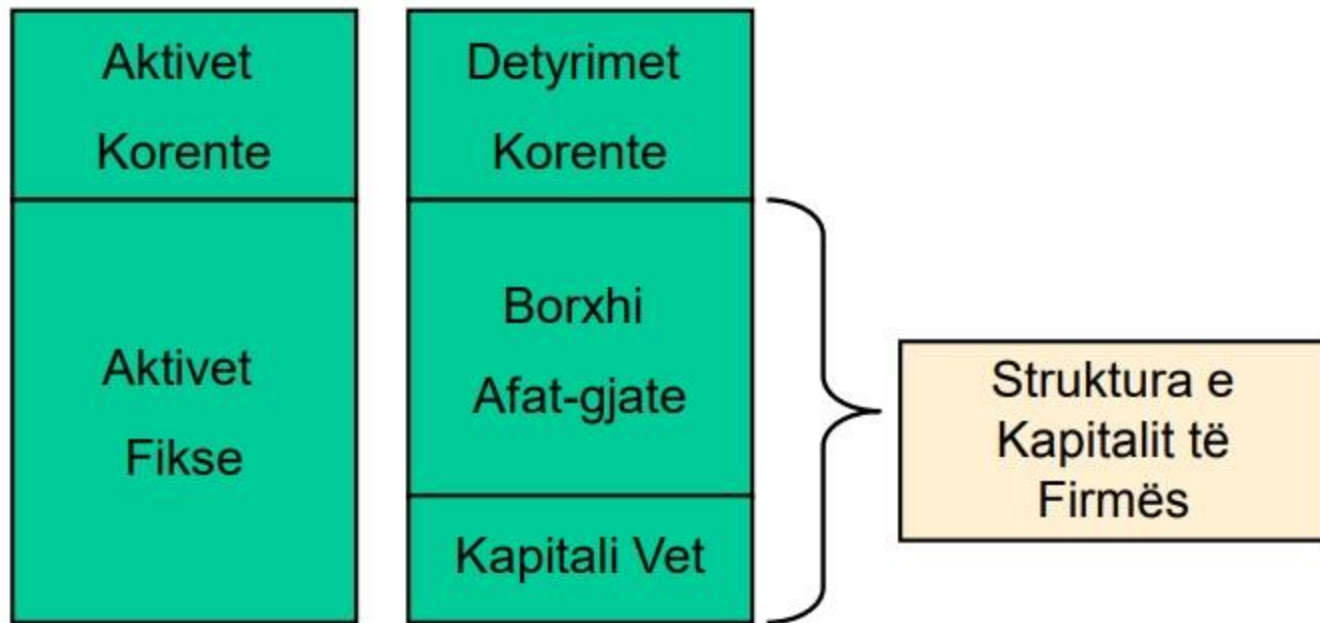 Aktivet
Korente
Aktivet
Fikse
Detyrimet
Korente
Borxhi
Afat-gjate
Kapitali Vet
Struktura e
Kapitalit të
Firmës